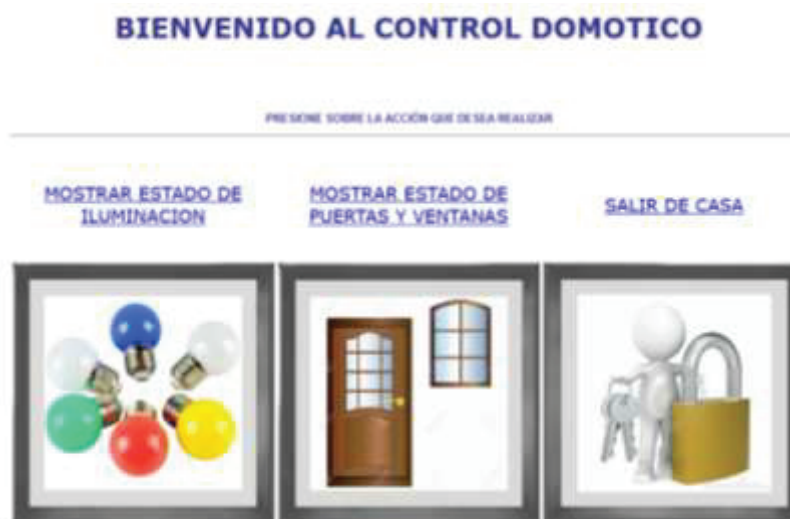 BIENVENIDO AL CONTROL DOMOTICO
PRESIONE SOBRE LA ACCIÓN QUE DESEA REALIZAR
MOSTRAR ESTADO DE
ILUMINACION
MOSTRAR ESTADO DE
PUERTAS Y VENTANAS
SALIR DE CASA